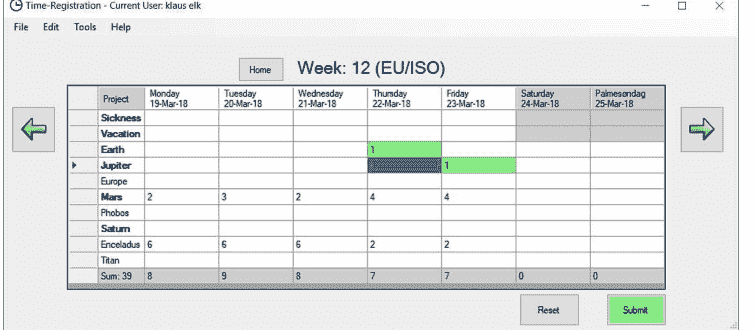 Time-Registration - Current User: klaus elk
File Edit Tools Help
Home Week: 12 (EU/ISO)
Project Monday 19-Mar-18 Tuesday 20-Mar-18 Wednesday 21-Mar-18 Thursday 22-Mar-18 Friday 23-Mar-18 Saturday 24-Mar-18 Palmesøndag 25-Mar-18
Sickness
Vacation
Earth 1
Jupiter 1
Europe
Mars 2 3 2 4 4
Phobos
Saturn
Enceladus 6 6 6 2 2
Titan
Sum: 39 8 9 8 7 7 0 0
Reset Submit